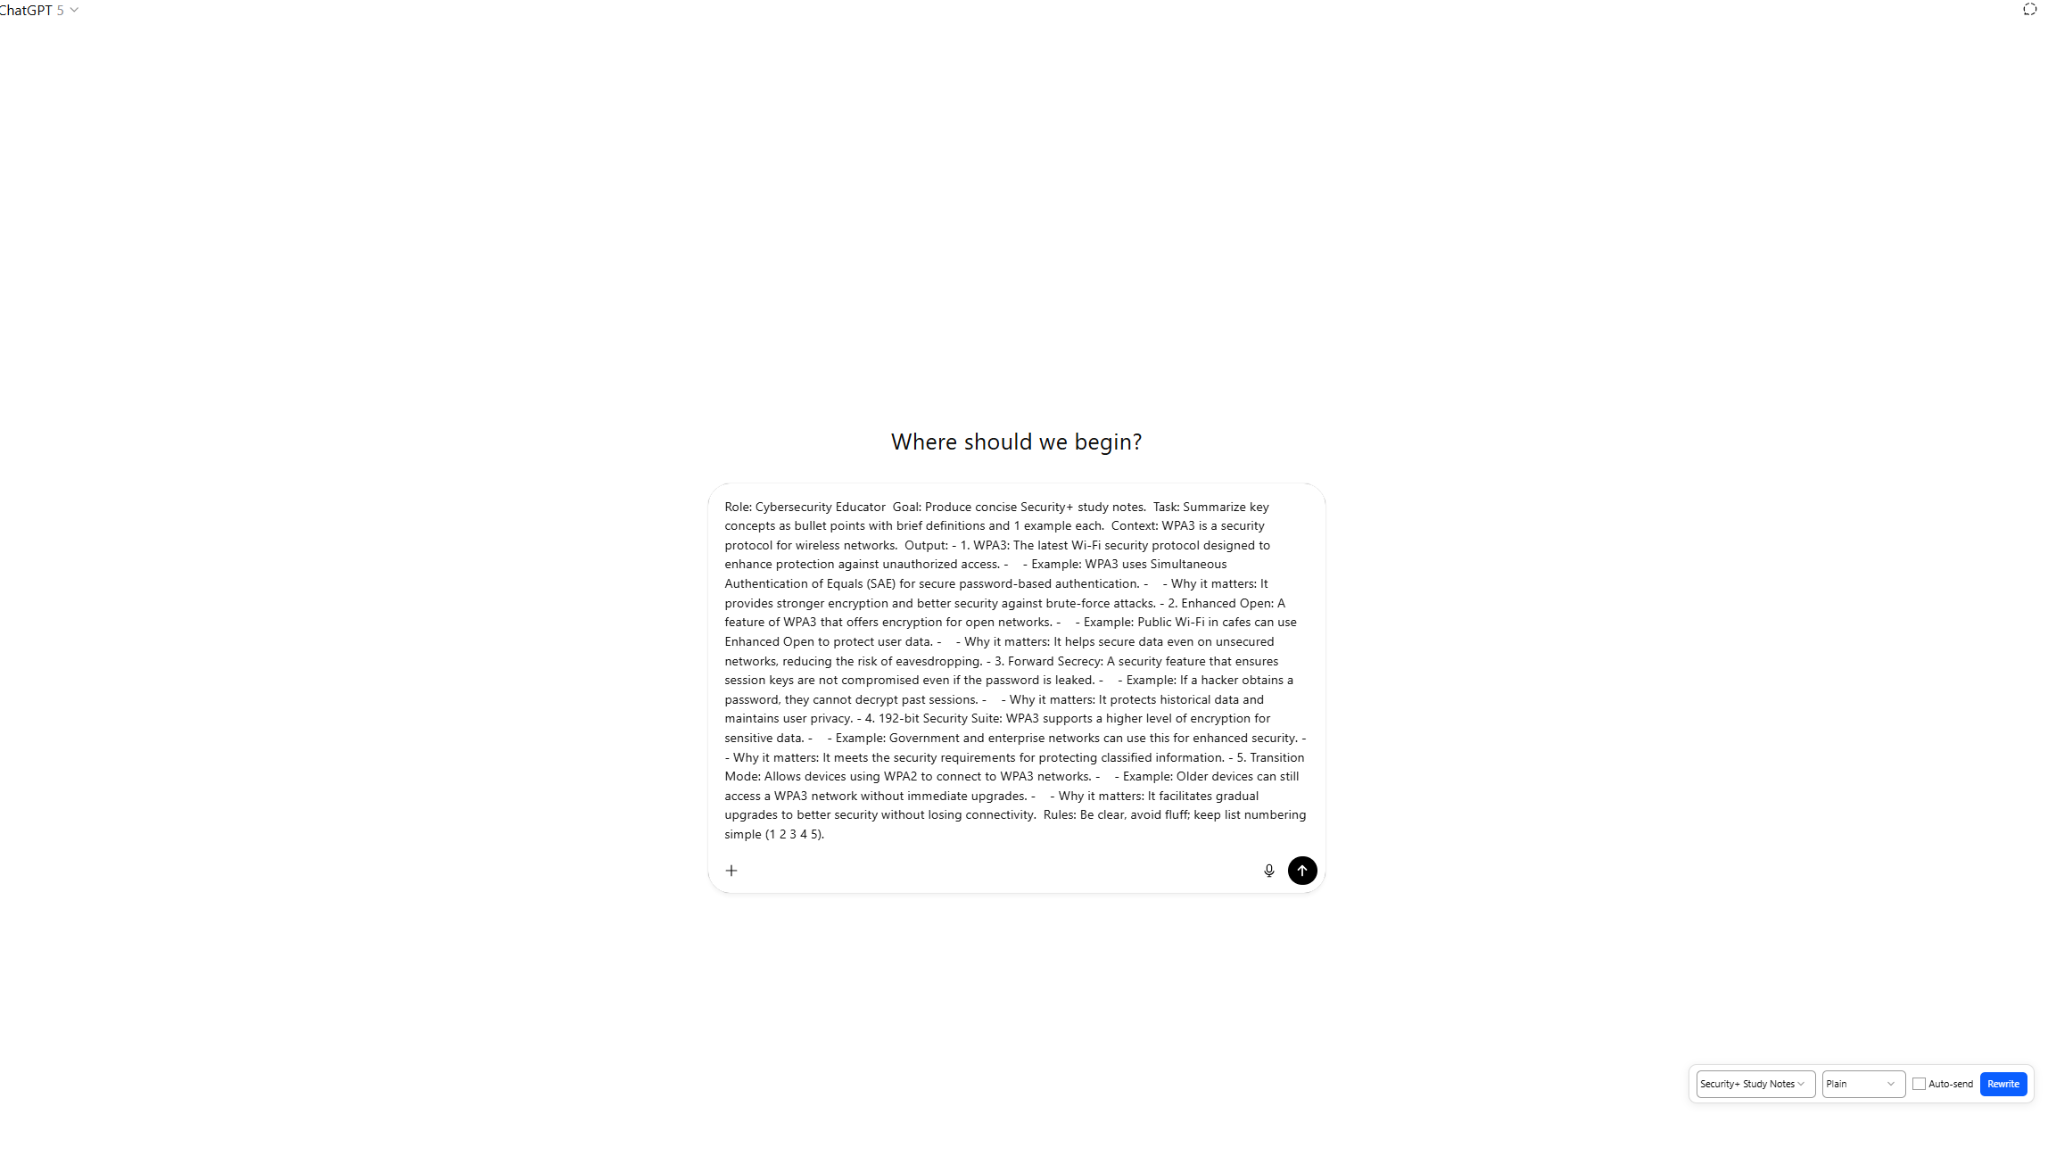 ChatGPT 5
Where should we begin?
Role: Cybersecurity Educator  Goal: Produce concise Security+ study notes.  Task: Summarize key
concepts as bullet points with brief definitions and 1 example each.  Context: WPA3 is a security
protocol for wireless networks.  Output: - 1. WPA3: The latest Wi-Fi security protocol designed to
enhance protection against unauthorized access. -    - Example: WPA3 uses Simultaneous
Authentication of Equals (SAE) for secure password-based authentication. -    - Why it matters: It
provides stronger encryption and better security against brute-force attacks. - 2. Enhanced Open: A
feature of WPA3 that offers encryption for open networks. -    - Example: Public Wi-Fi in cafes can use
Enhanced Open to protect user data. -    - Why it matters: It helps secure data even on unsecured
networks, reducing the risk of eavesdropping. - 3. Forward Secrecy: A security feature that ensures
session keys are not compromised even if the password is leaked. -    - Example: If a hacker obtains a
password, they cannot decrypt past sessions. -    - Why it matters: It protects historical data and
maintains user privacy. - 4. 192-bit Security Suite: WPA3 supports a higher level of encryption for
sensitive data. -    - Example: Government and enterprise networks can use this for enhanced security. -
- Why it matters: It meets the security requirements for protecting classified information. - 5. Transition
Mode: Allows devices using WPA2 to connect to WPA3 networks. -    - Example: Older devices can still
access a WPA3 network without immediate upgrades. -    - Why it matters: It facilitates gradual
upgrades to better security without losing connectivity.  Rules: Be clear, avoid fluff; keep list numbering
simple (1 2 3 4 5).
Security+ Study Notes
Plain
Auto-send
Rewrite